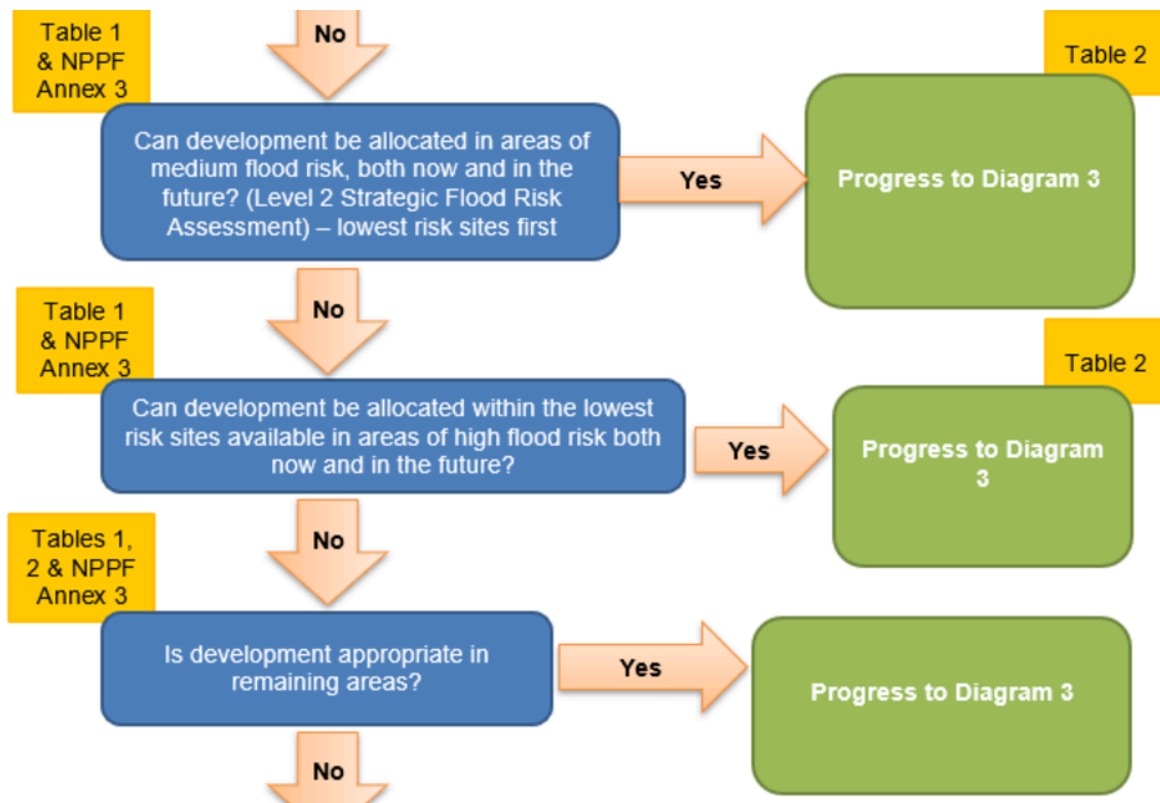 Table 1
& NPPF
Annex 3
No
Table 2
Can development be allocated in areas of
medium flood risk, both now and in the
future? (Level 2 Strategic Flood Risk
Assessment) – lowest risk sites first
Yes
Progress to Diagram 3
Table 1
& NPPF
Annex 3
No
Table 2
Can development be allocated within the lowest
risk sites available in areas of high flood risk both
now and in the future?
Yes
Progress to Diagram
3
Tables 1,
2 & NPPF
Annex 3
No
Is development appropriate in
remaining areas?
Yes
Progress to Diagram 3
No